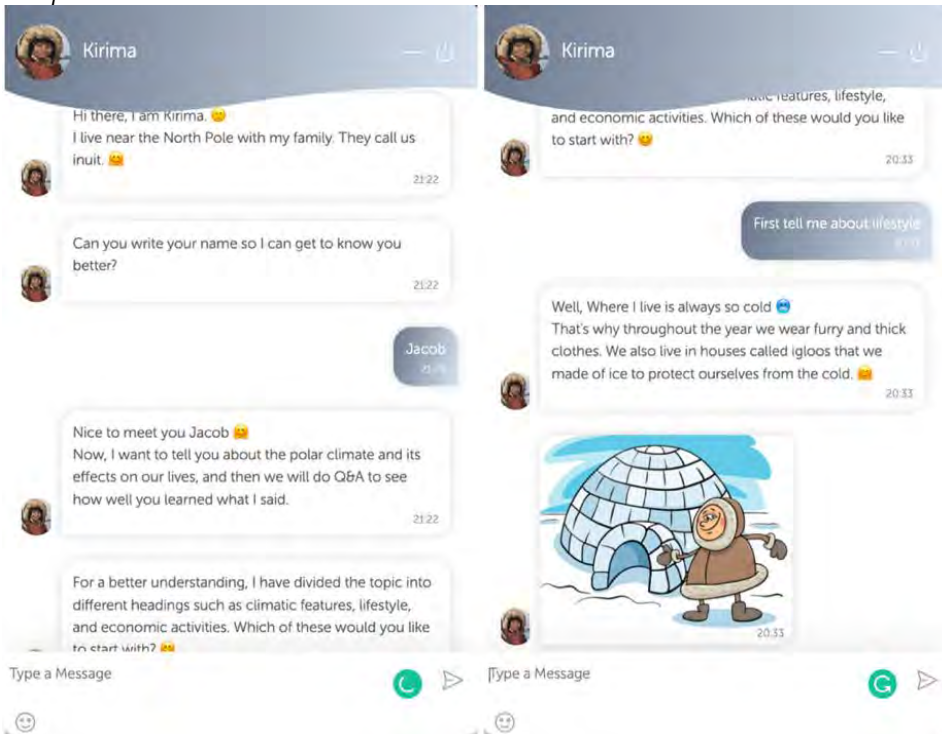 Kirima
Hi there, I am Kirima. 😊
I live near the North Pole with my family. They call us
inuit. 🤗
21:22
Can you write your name so I can get to know you
better?
21:22
Jacob
Nice to meet you Jacob 🤗
Now, I want to tell you about the polar climate and its
effects on our lives, and then we will do Q&A to see
how well you learned what I said.
21:22
For a better understanding, I have divided the topic into
different headings such as climatic features, lifestyle,
and economic activities. Which of these would you like
to start with? 🤗
Type a Message
Kirima
features, lifestyle,
and economic activities. Which of these would you like
to start with? 😊
20:33
First tell me about lifestyle
Well, Where I live is always so cold 🥶
That's why throughout the year we wear furry and thick
clothes. We also live in houses called igloos that we
made of ice to protect ourselves from the cold. 🤗
20:33
20:33
Type a Message